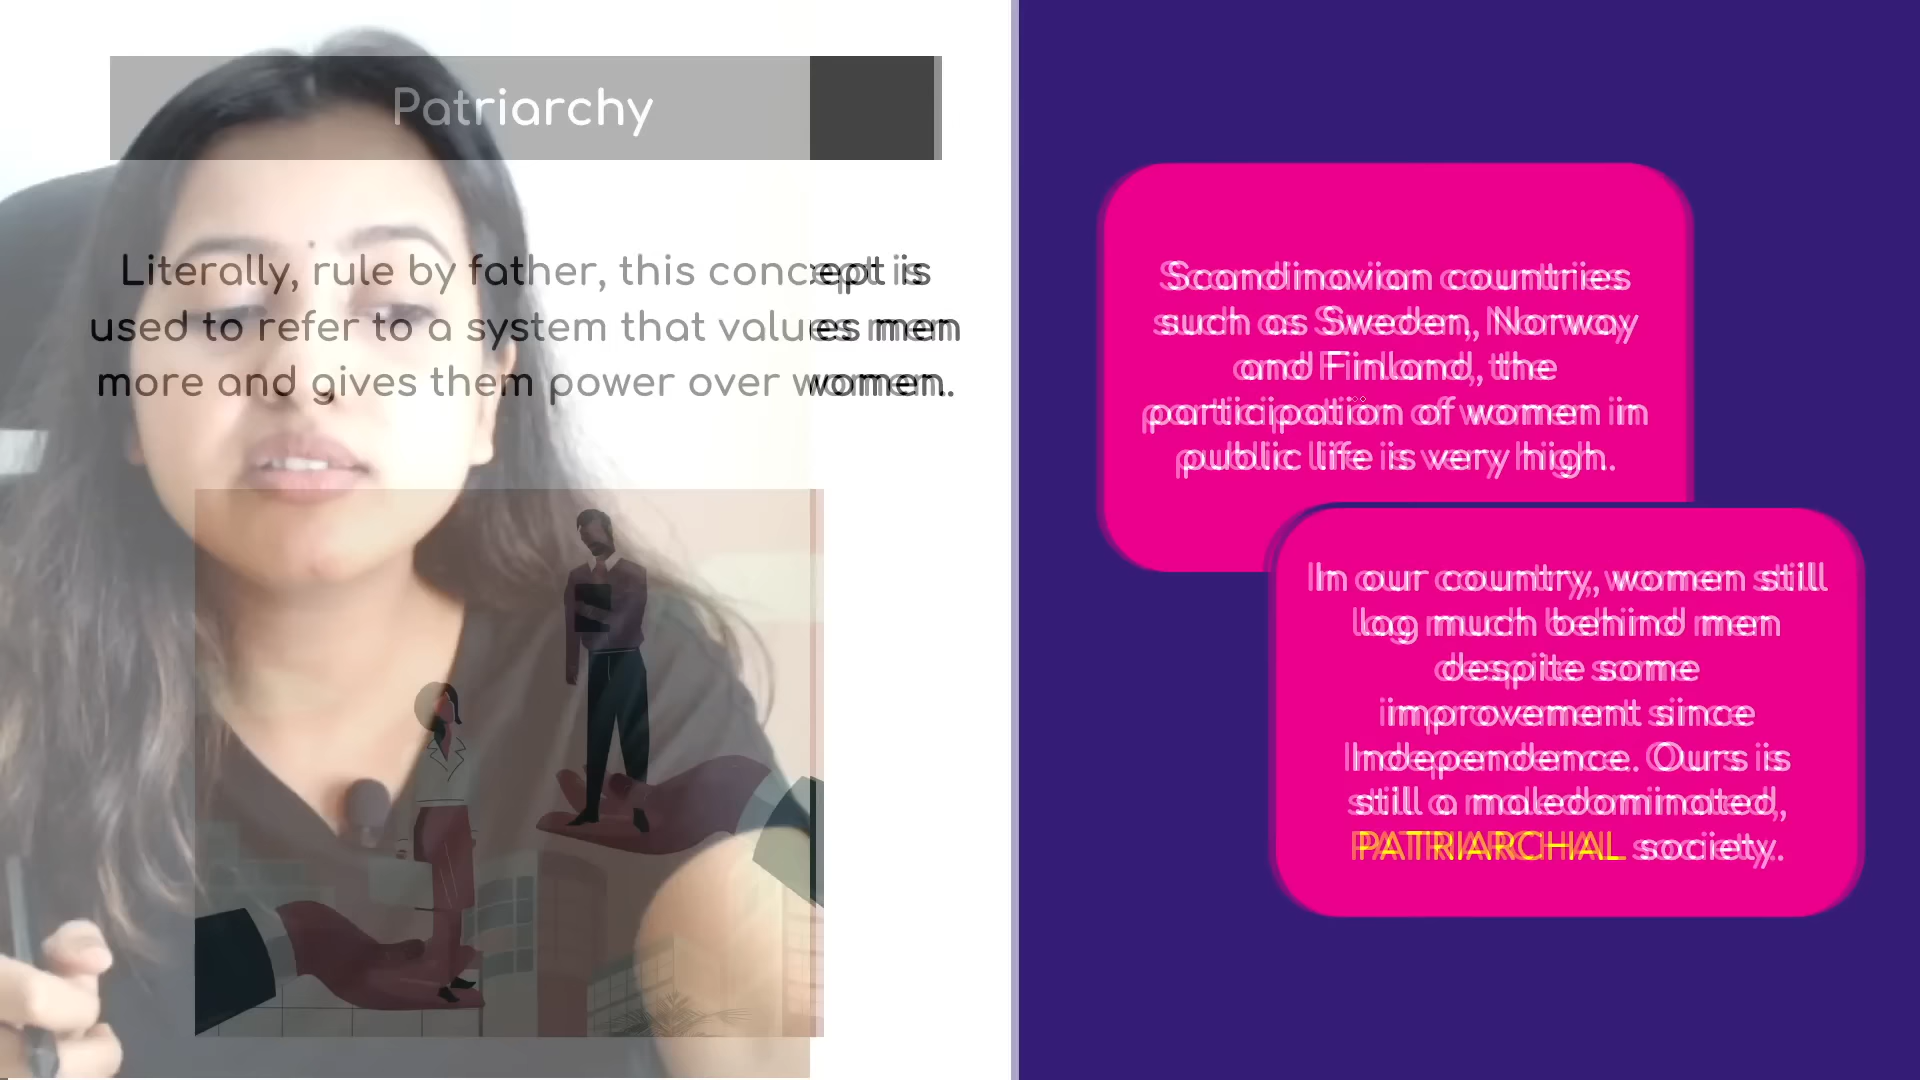 Patriarchy
Literally, rule by father, this concept is
used to refer to a system that values men
more and gives them power over women.
Scandinavian countries
such as Sweden, Norway
and Finland, the
participation of women in
public life is very high.
In our country, women still
lag much behind men
despite some
improvement since
Independence. Ours is
still a maledominated,
PATRIARCHAL society.